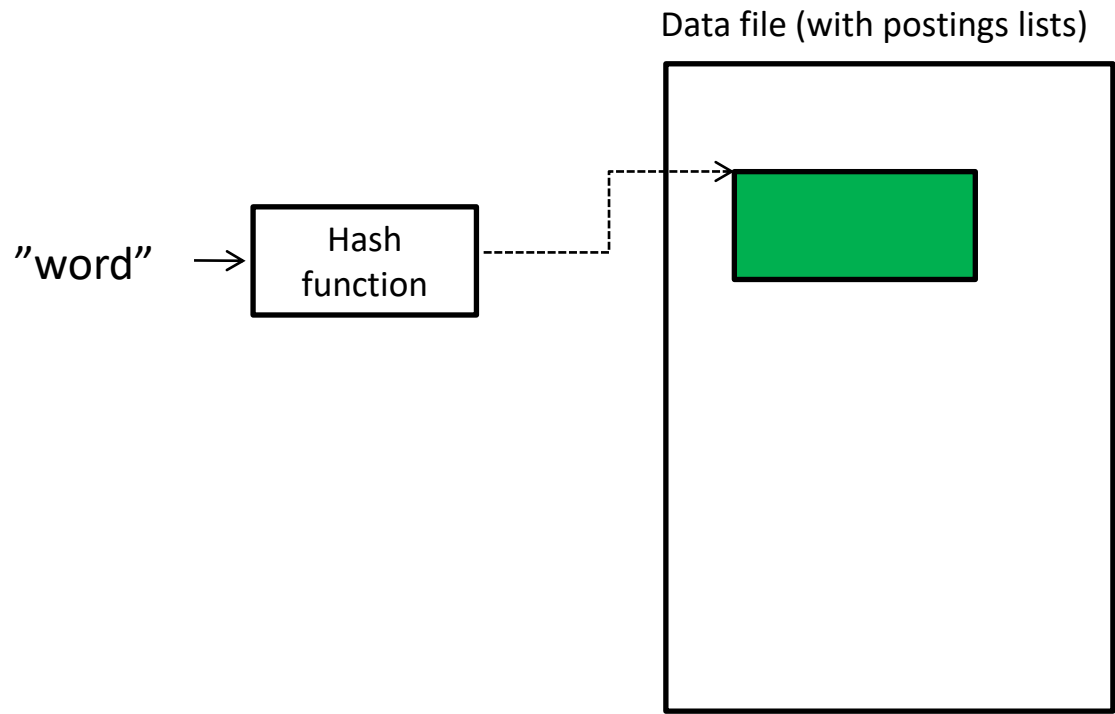 Data file (with postings lists)
”word”
Hash
function